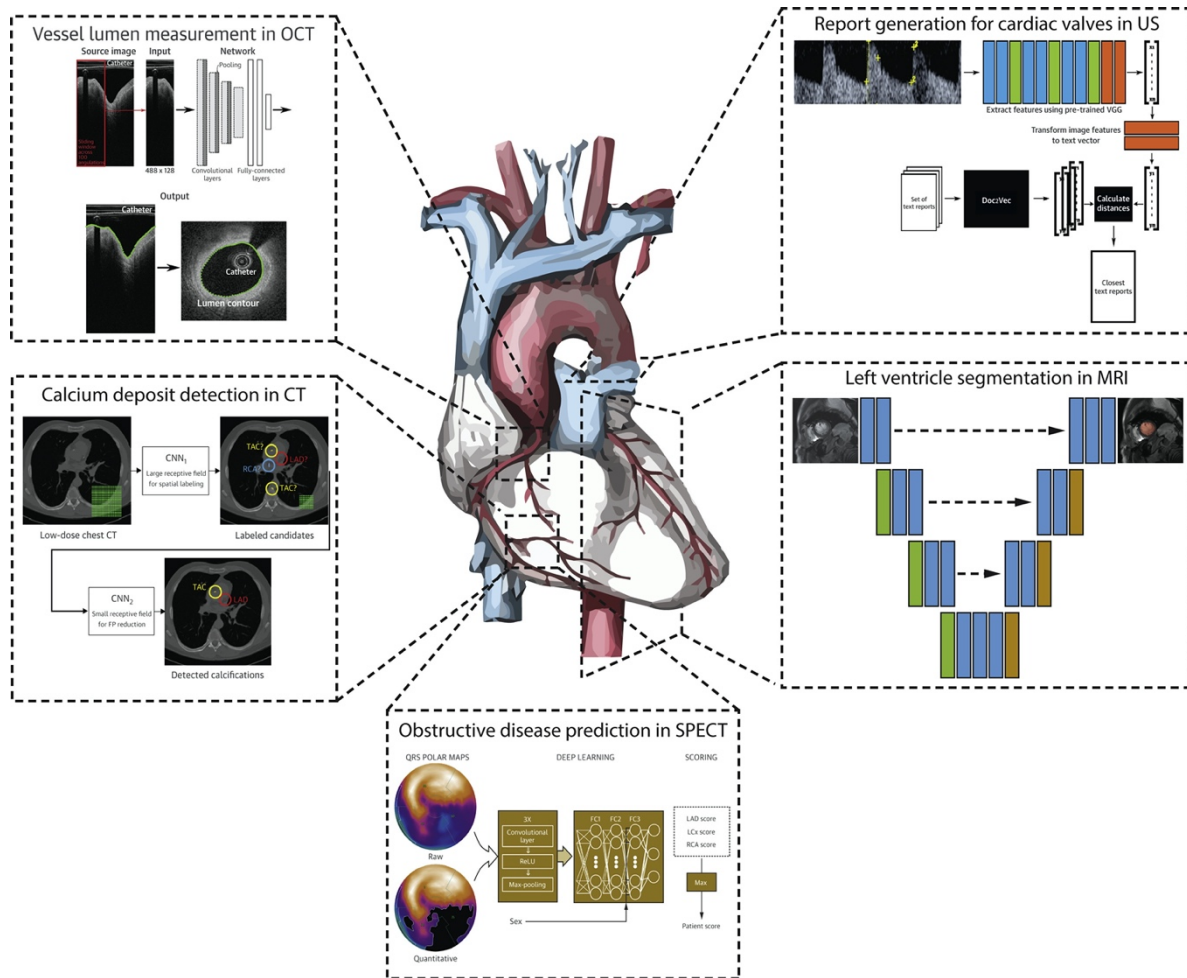 Vessel lumen measurement in OCT
Source image
Input
Network
Catheter
Pooling
488 x 128
Convolutional
layers
Fully-connected
layers
Output
Catheter
Catheter
Lumen contour
Report generation for cardiac valves in US
Extract features using pre-trained VGG
Transform image features
to text vector
Set of
text reports
Doc2Vec
Calculate
distances
Closest
text reports
Calcium deposit detection in CT
CNN1
Large receptive field
for spatial labeling
TAC?
RCA?
LAD?
TAC?
Low-dose chest CT
Labeled candidates
CNN2
Small receptive field
for FP reduction
TAC
LAD
Detected calcifications
Left ventricle segmentation in MRI
Obstructive disease prediction in SPECT
QRS POLAR MAPS
DEEP LEARNING
SCORING
Raw
Quantitative
3X
Convolutional
layer
ReLU
Max-pooling
FC1 FC2 FC3
Sex
LAD score
LCx score
RCA score
Max
Patient score